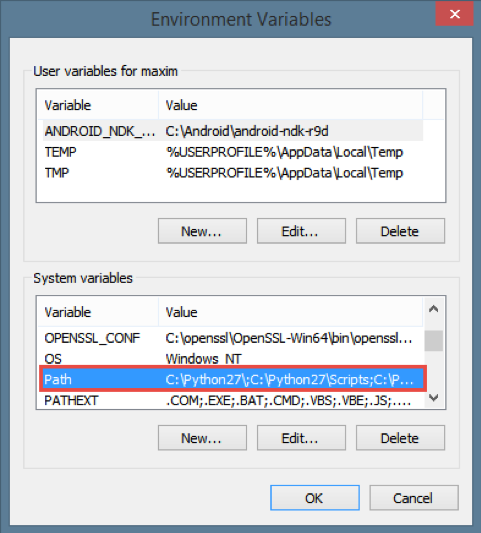 Environment Variables
User variables for maxim
Variable Value
ANDROID_NDK_... C:\Android\android-ndk-r9d
TEMP %USERPROFILE%\AppData\Local\Temp
TMP %USERPROFILE%\AppData\Local\Temp
New... Edit... Delete
System variables
Variable Value
OPENSSL_CONF C:\openssl\OpenSSL-Win64\bin\openssl...
OS Windows_NT
Path C:\Python27\;C:\Python27\Scripts;C:\P...
PATHEXT .COM;.EXE;.BAT;.CMD;.VBS;.VBE;.JS;....
New... Edit... Delete
OK Cancel